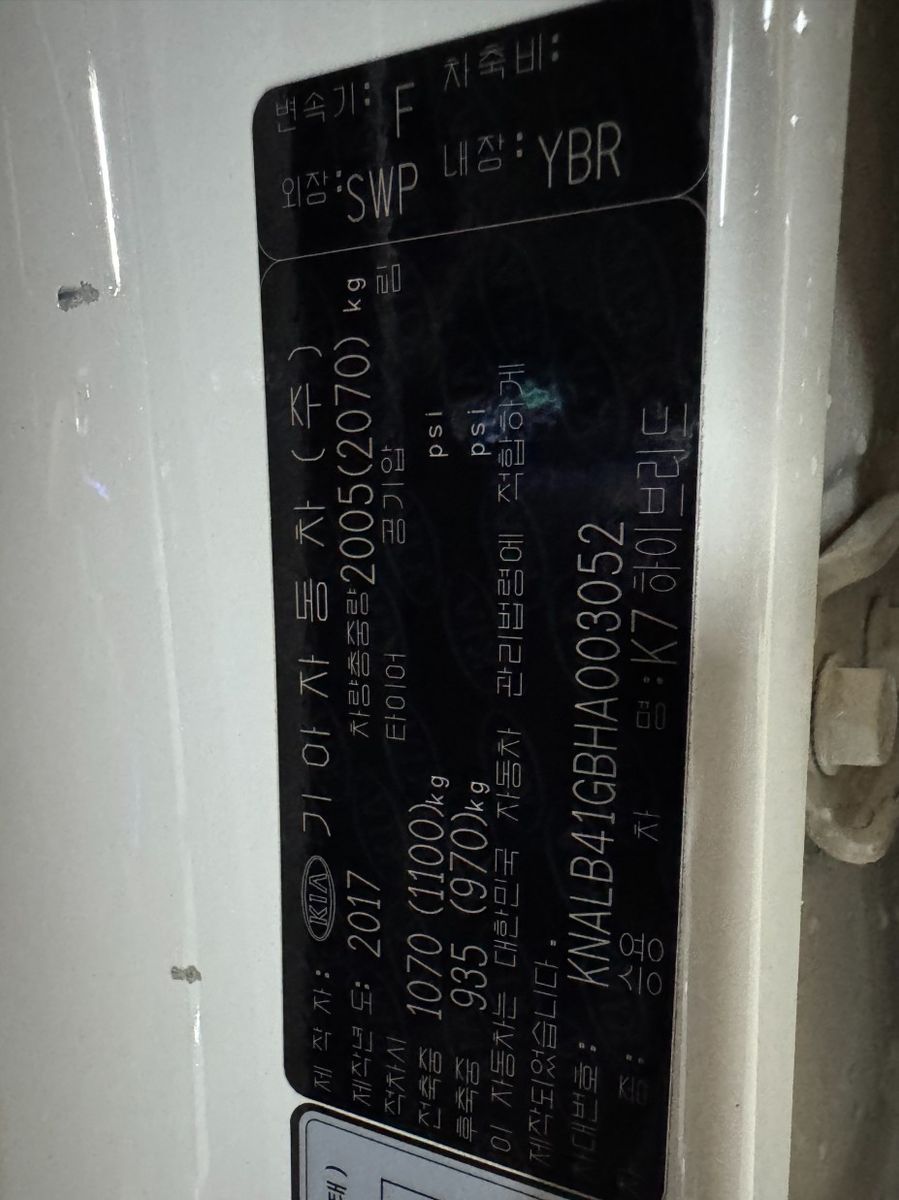 변속기: F 차축비:
외장: SWP 내장: YBR
제 작 자: KIA 기 아 자 동 차 (주)
제작년 도: 2017 차량총중량 2005(2070) kg
적차시 타이어 공기압 림
전축중 1070 (1100)kg psi
후축중 935 (970)kg psi
이 자동차는 대한민국 자동차 관리법령에 적합하게
제작되었습니다.
차대번호: KNALB41GBHA003052
차 종: 승용 차 명: K7 하이브리드